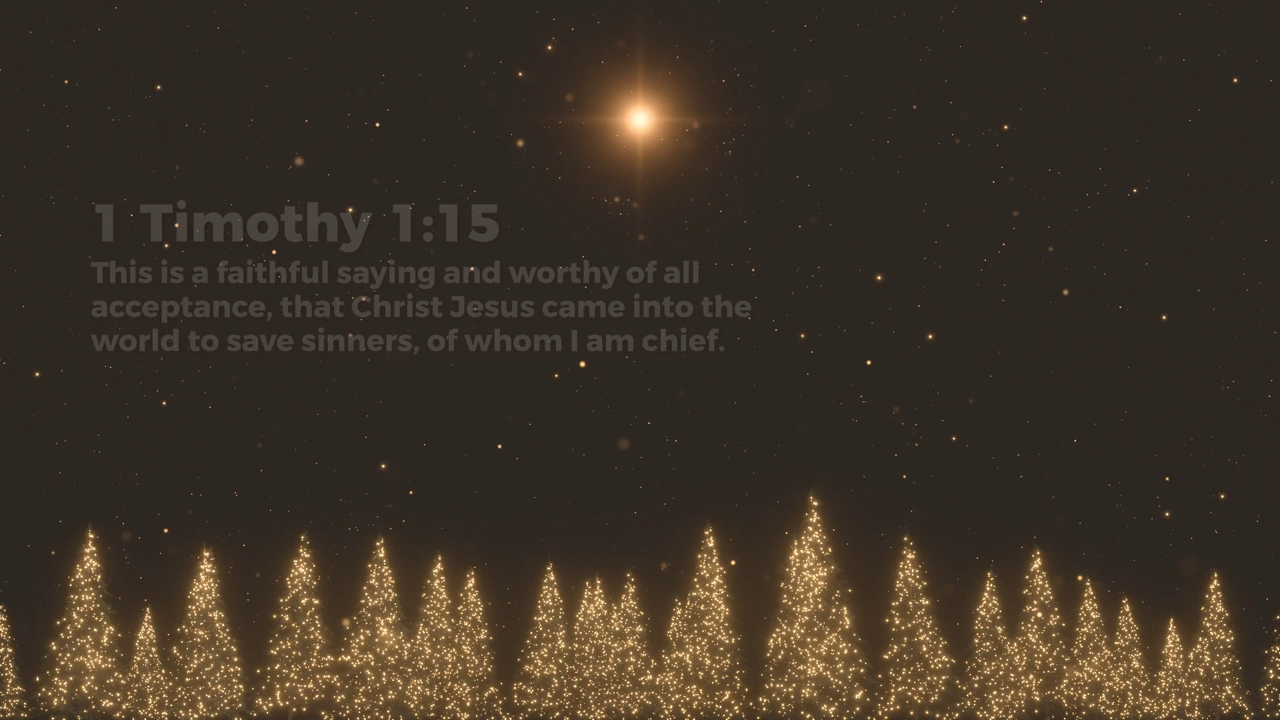 1 Timothy 1:15
This is a faithful saying and worthy of all
acceptance, that Christ Jesus came into the
world to save sinners, of whom I am chief.